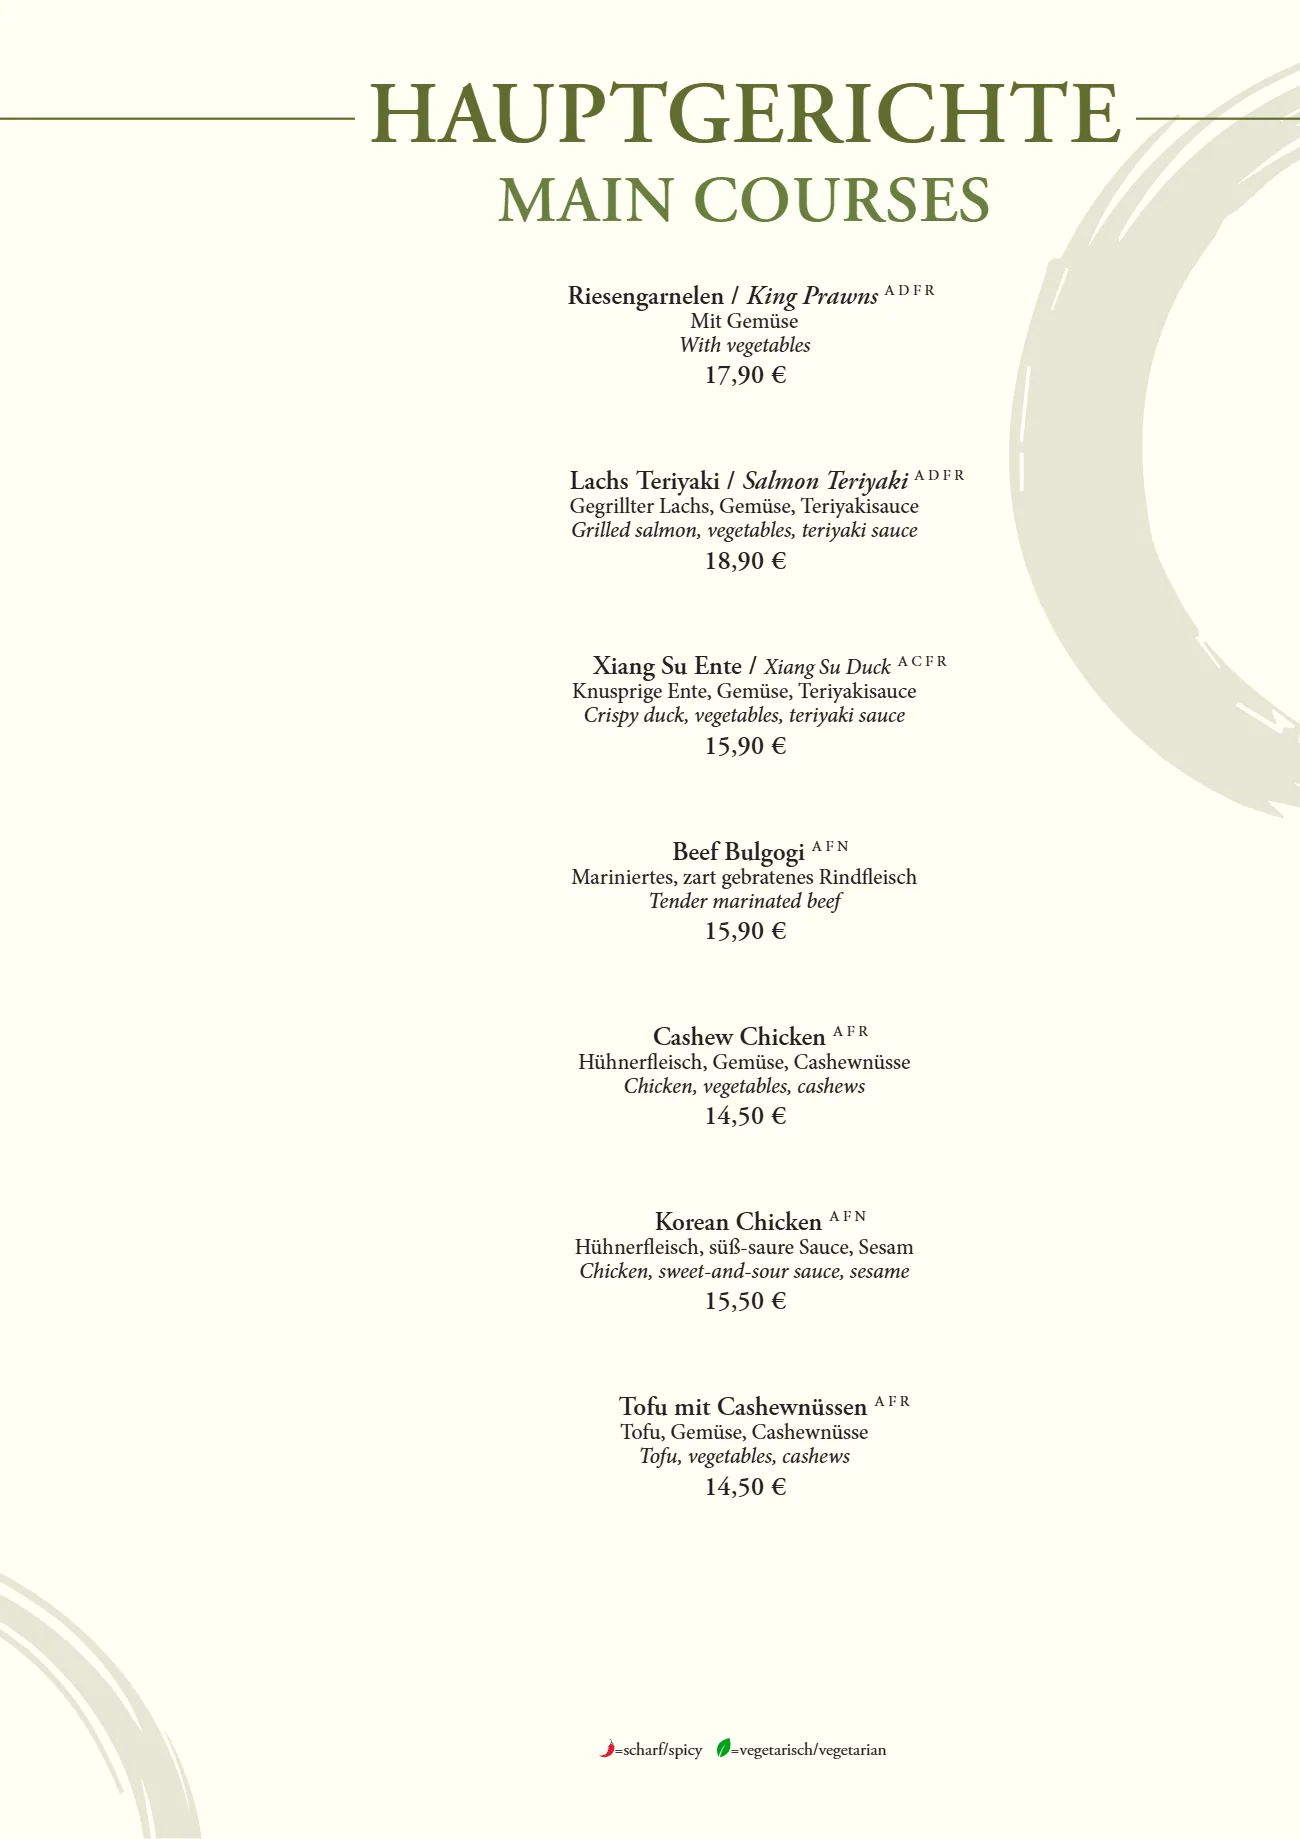 HAUPTGERICHTE
MAIN COURSES
Riesengarnelen / King Prawns A D F R
Mit Gemüse
With vegetables
17,90 €
Lachs Teriyaki / Salmon Teriyaki A D F R
Gegrillter Lachs, Gemüse, Teriyakisauce
Grilled salmon, vegetables, teriyaki sauce
18,90 €
Xiang Su Ente / Xiang Su Duck A C F R
Knusprige Ente, Gemüse, Teriyakisauce
Crispy duck, vegetables, teriyaki sauce
15,90 €
Beef Bulgogi A F N
Mariniertes, zart gebratenes Rindfleisch
Tender marinated beef
15,90 €
Cashew Chicken A F R
Hühnerfleisch, Gemüse, Cashewnüsse
Chicken, vegetables, cashews
14,50 €
Korean Chicken A F N
Hühnerfleisch, süß-saure Sauce, Sesam
Chicken, sweet-and-sour sauce, sesame
15,50 €
Tofu mit Cashewnüssen A F R
Tofu, Gemüse, Cashewnüsse
Tofu, vegetables, cashews
14,50 €
=scharf/spicy =vegetarisch/vegetarian